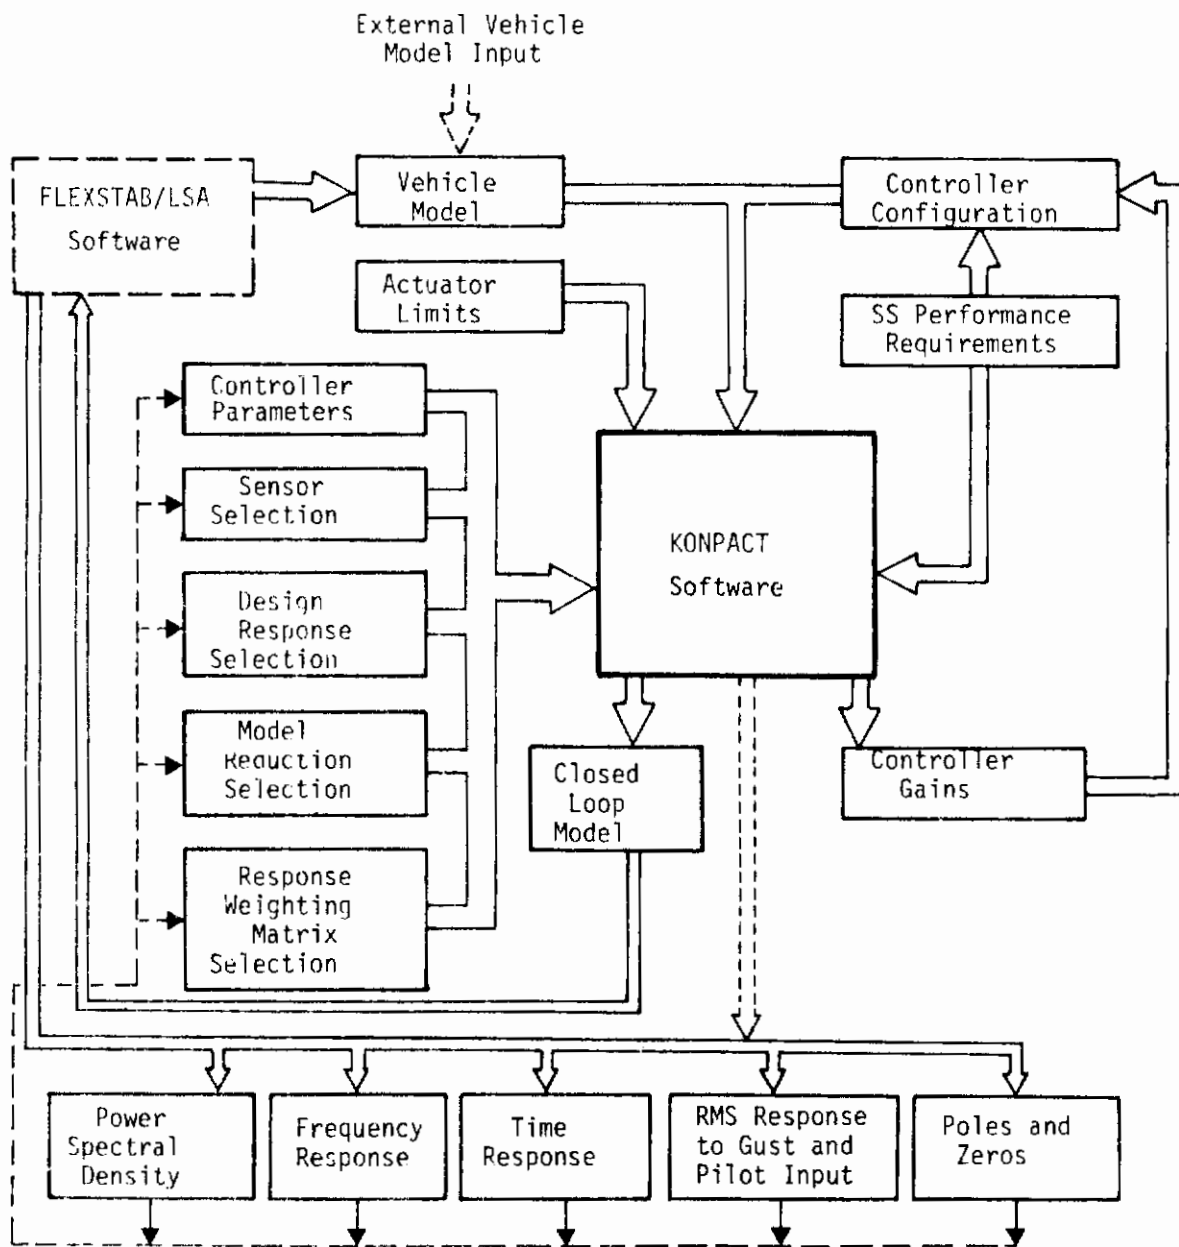 External Vehicle
Model Input
FLEXSTAB/LSA
Software
Vehicle
Model
Controller
Configuration
Actuator
Limits
SS Performance
Requirements
Controller
Parameters
Sensor
Selection
KONPACT
Software
Design
Response
Selection
Model
Reduction
Selection
Closed
Loop
Model
Controller
Gains
Response
Weighting
Matrix
Selection
Power
Spectral
Density
Frequency
Response
Time
Response
RMS Response
to Gust and
Pilot Input
Poles and
Zeros